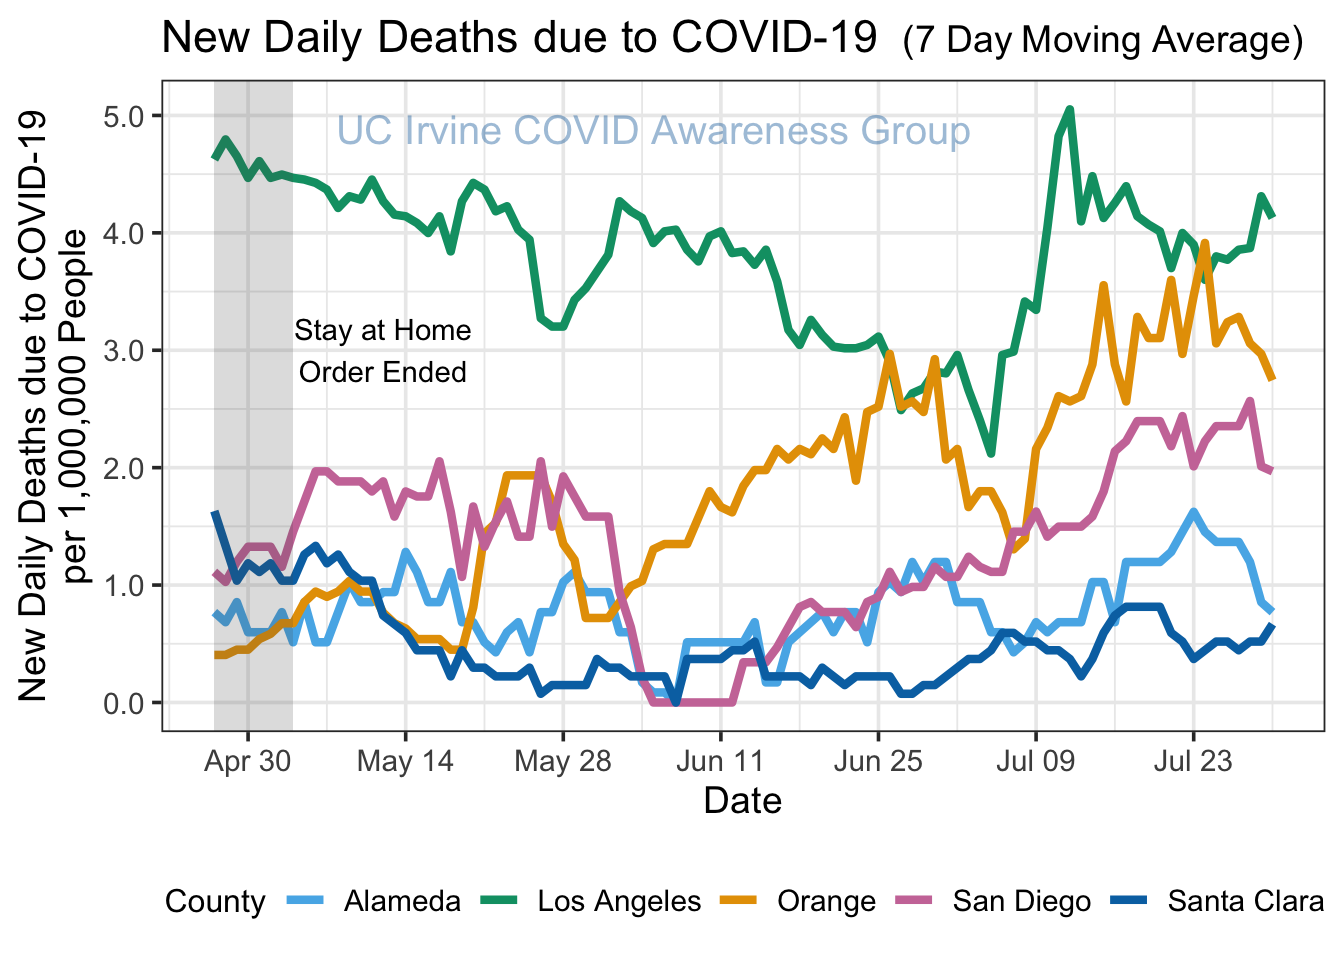 New Daily Deaths due to COVID-19 (7 Day Moving Average)
New Daily Deaths due to COVID-19
per 1,000,000 People
5.0
4.0
3.0
2.0
1.0
0.0
UC Irvine COVID Awareness Group
Stay at Home
Order Ended
Apr 30 May 14 May 28 Jun 11 Jun 25 Jul 09 Jul 23
Date
County Alameda Los Angeles Orange San Diego Santa Clara